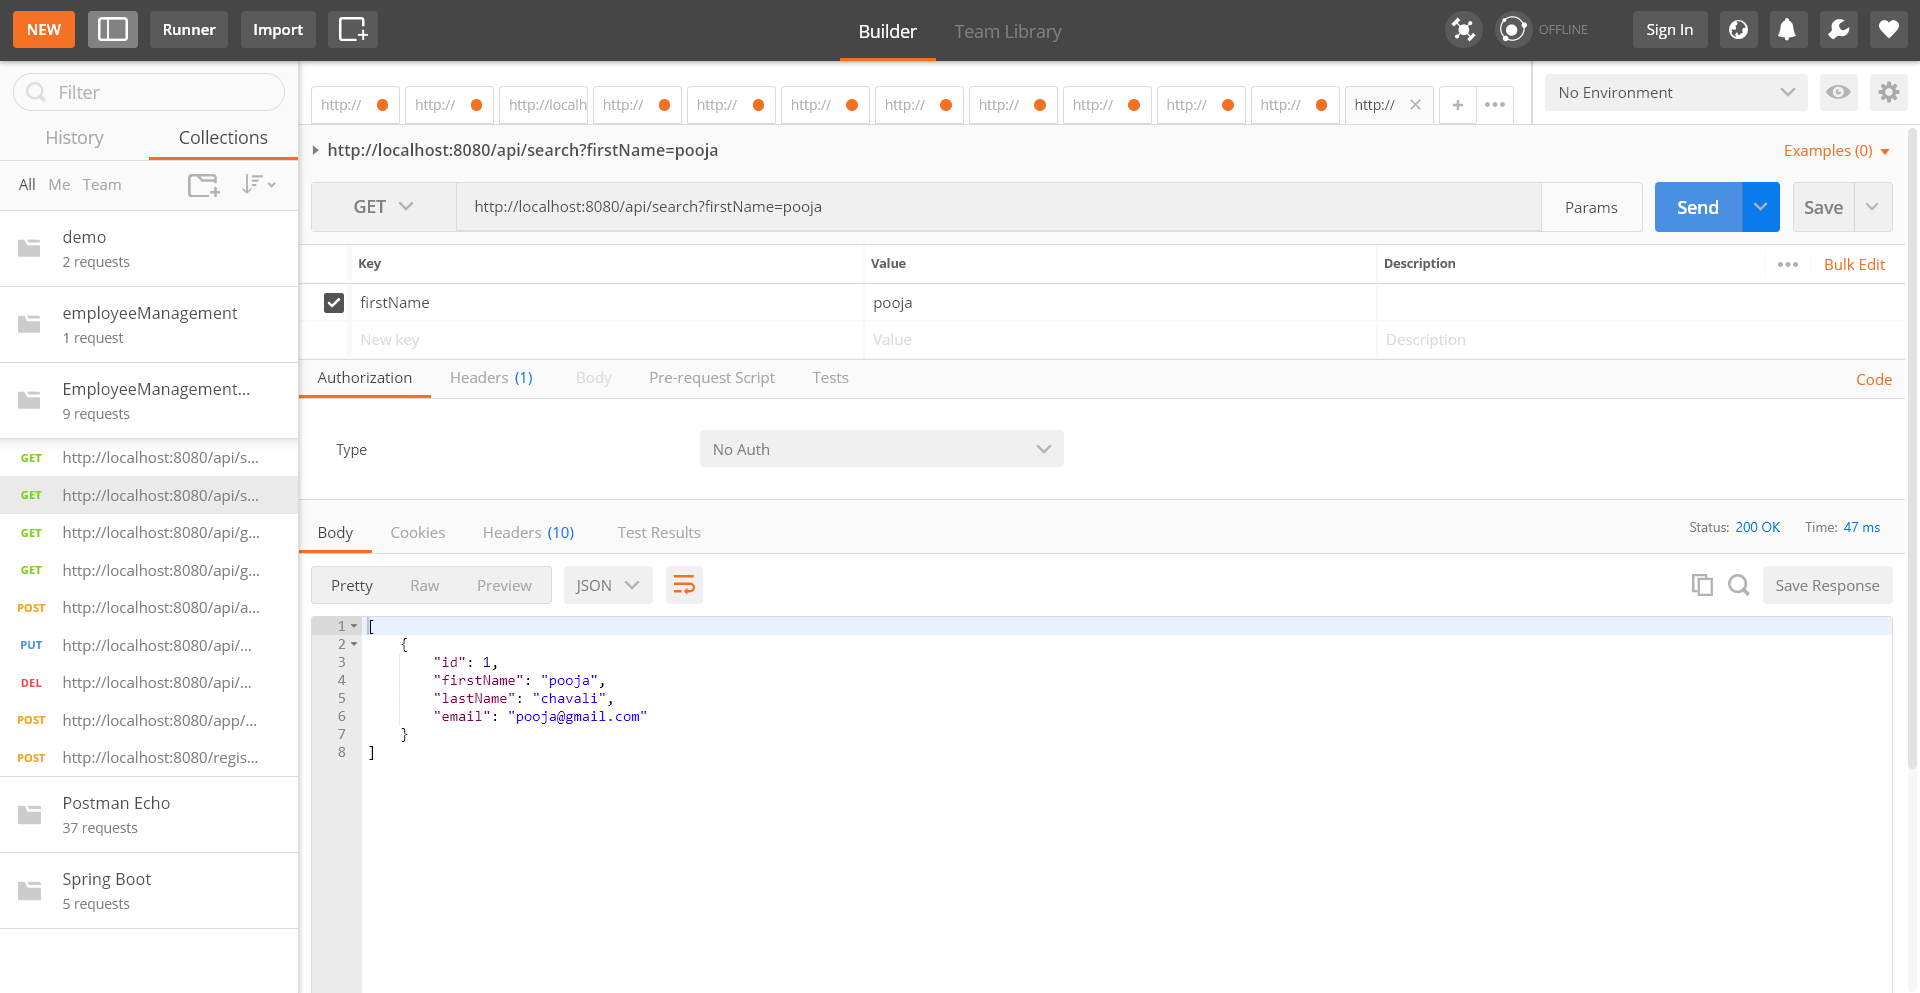 NEW
Runner
Import
Builder
Team Library
OFFLINE
Sign In
Filter
History
Collections
All Me Team
demo
2 requests
employeeManagement
1 request
EmployeeManagement...
9 requests
GET http://localhost:8080/api/s...
GET http://localhost:8080/api/s...
GET http://localhost:8080/api/g...
GET http://localhost:8080/api/g...
POST http://localhost:8080/api/a...
PUT http://localhost:8080/api/...
DEL http://localhost:8080/api/...
POST http://localhost:8080/app/...
POST http://localhost:8080/regis...
Postman Echo
37 requests
Spring Boot
5 requests
http:// http:// http://localh http:// http:// http:// http:// http:// http:// http:// http:// http://
No Environment
http://localhost:8080/api/search?firstName=pooja
Examples (0)
GET http://localhost:8080/api/search?firstName=pooja Params Send Save
Key Value Description Bulk Edit
firstName pooja
New key Value Description
Authorization Headers (1) Body Pre-request Script Tests Code
Type No Auth
Body Cookies Headers (10) Test Results Status: 200 OK Time: 47 ms
Pretty Raw Preview JSON Save Response
1 [
2 {
3 "id": 1,
4 "firstName": "pooja",
5 "lastName": "chavali",
6 "email": "pooja@gmail.com"
7 }
8 ]